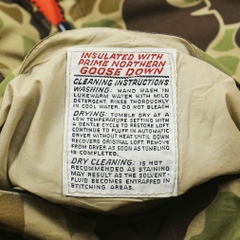 INSULATED WITH
PRIME NORTHERN
GOOSE DOWN
CLEANING INSTRUCTIONS
WASHING: HAND WASH IN
LUKEWARM WATER WITH MILD
DETERGENT. RINSE THOROUGHLY
IN COOL WATER. DO NOT BLEACH
DRYING: TUMBLE DRY AT A
LOW TEMPERATURE SETTING WITH
A GENTLE CYCLE TO RESTORE LOFT.
CONTINUE TO FLUFF IN AUTOMATIC
DRYER WITHOUT HEAT UNTIL DOWN
RECOVERS ORIGINAL LOFT. REMOVE
FROM DRYER AS SOON AS TUMBLING
IS COMPLETED.
DRY CLEANING: IS NOT
RECOMMENDED AS STAINING
MAY RESULT AS THE SOLVENT,
FLUID BECOMES ENTRAPPED IN
STITCHING AREAS.